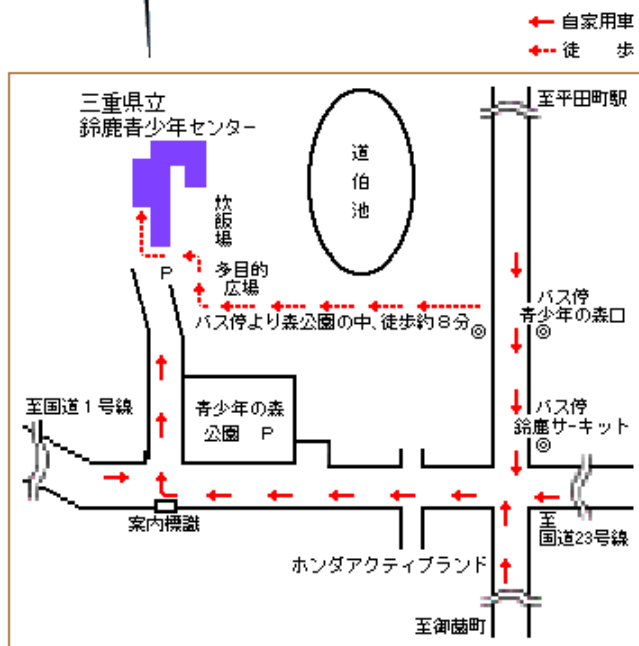 自家用車
徒 歩
至平田町駅
三重県立
鈴鹿青少年センター
道伯池
炊飯場
P
多目的
広場
バス停
青少年の森口
バス停より森公園の中、徒歩約8分
至国道1号線
青少年の森
公園 P
バス停
鈴鹿サーキット
案内標識
至
国道23号線
ホンダアクティブランド
至御薗町